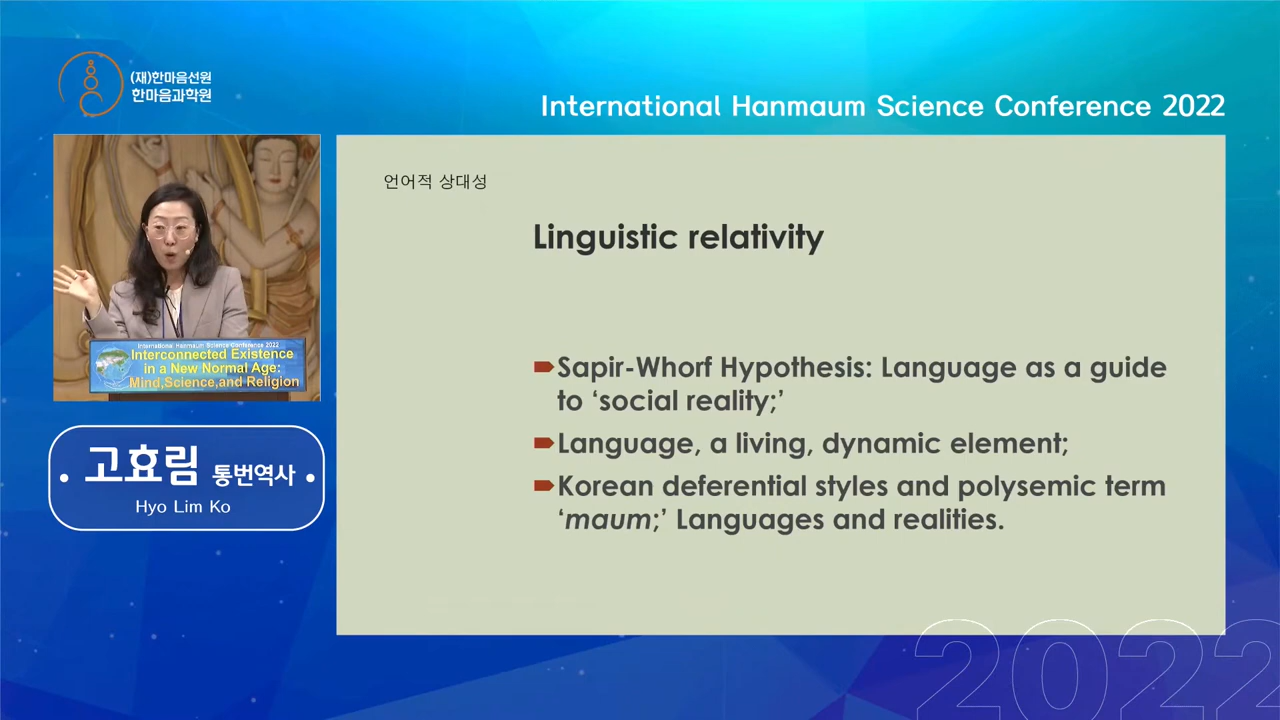 (재)한마음선원
한마음과학원
International Hanmaum Science Conference 2022
언어적 상대성
Linguistic relativity
Sapir-Whorf Hypothesis: Language as a guide
to ‘social reality;’
Language, a living, dynamic element;
Korean deferential styles and polysemic term
‘maum;’ Languages and realities.
International Hanmaum Science Conference 2022
Interconnected Existence
in a New Normal Age:
Mind,Science,and Religion
고효림 통번역사
Hyo Lim Ko
2022